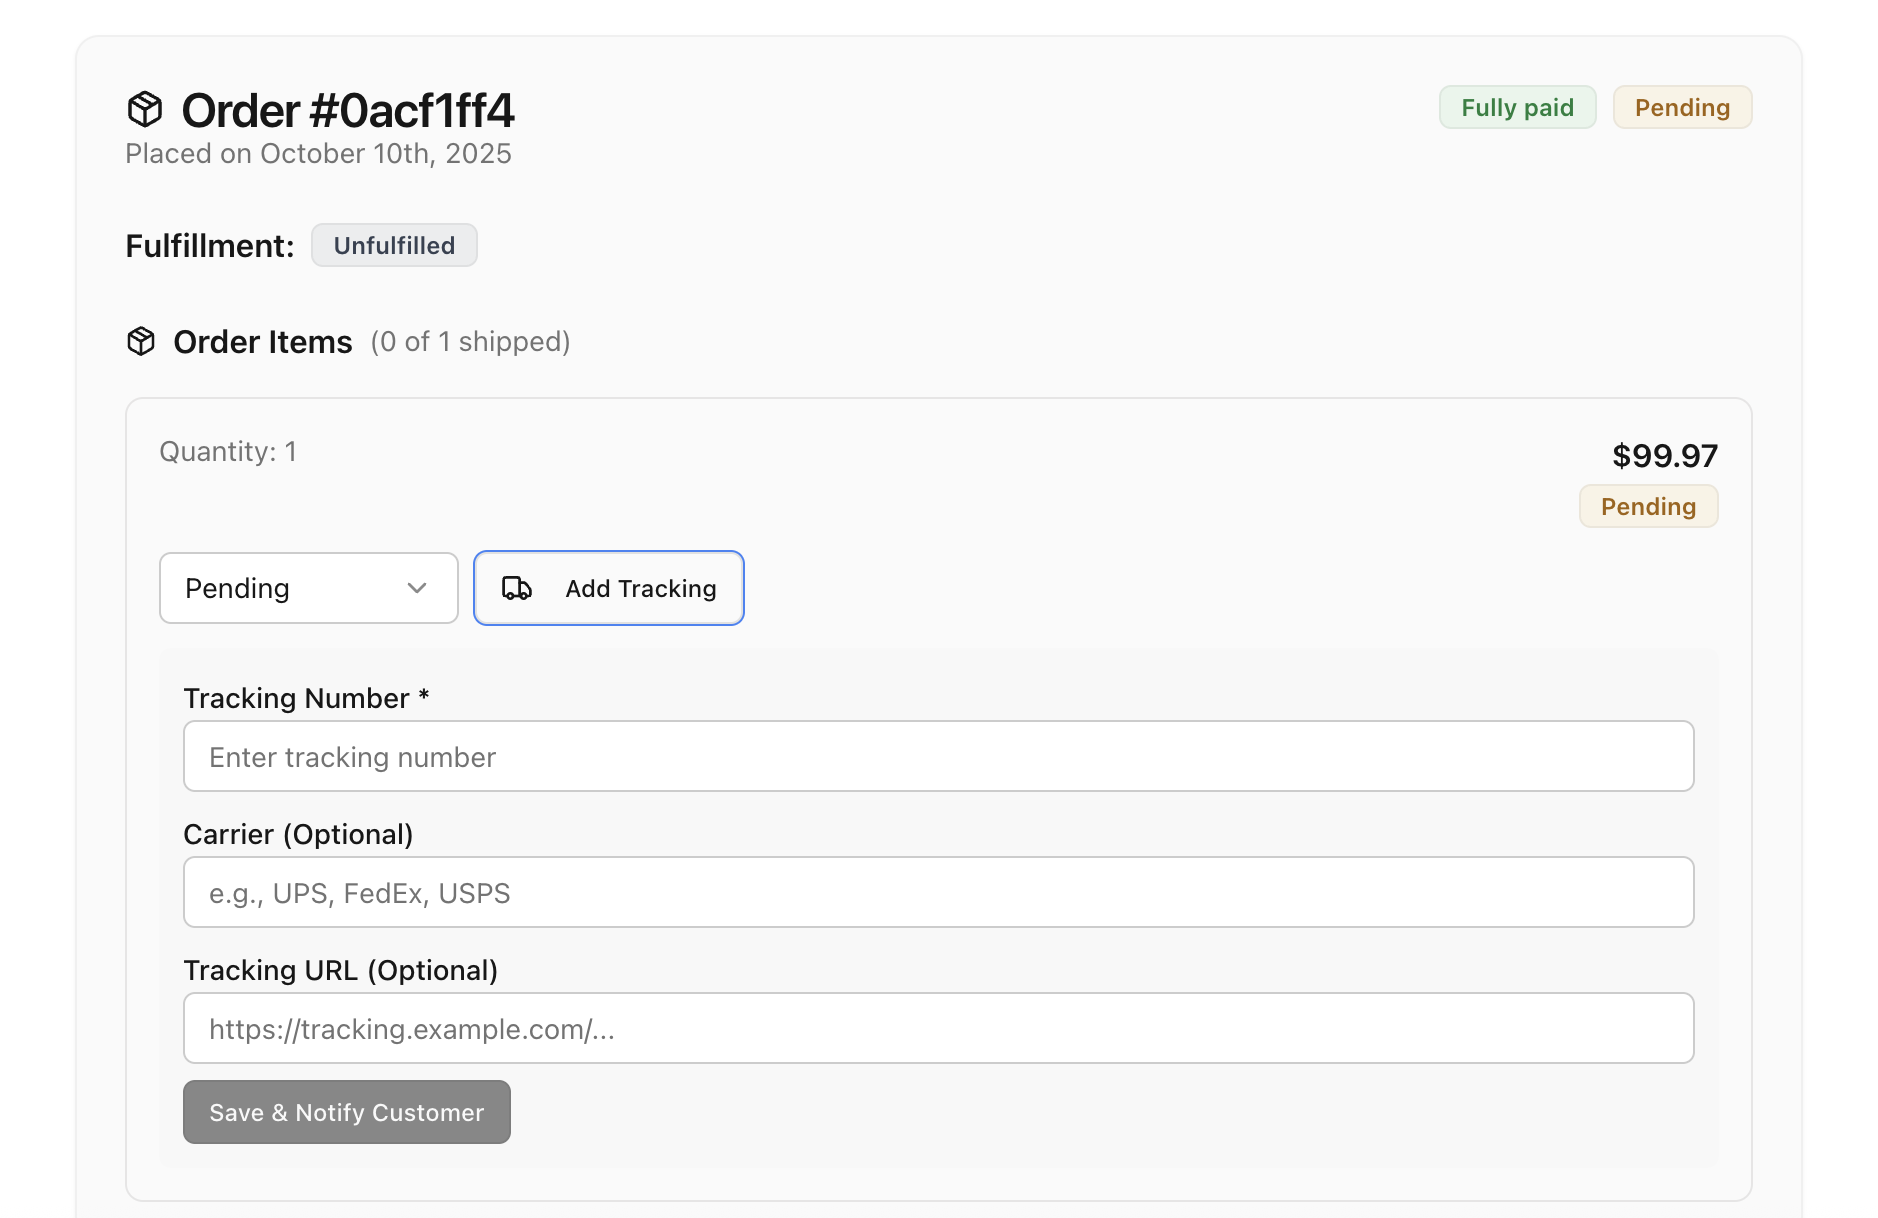 Order #0acf1ff4
Fully paid
Pending
Placed on October 10th, 2025
Fulfillment:
Unfulfilled
Order Items (0 of 1 shipped)
Quantity: 1
$99.97
Pending
Pending
Add Tracking
Tracking Number *
Enter tracking number
Carrier (Optional)
e.g., UPS, FedEx, USPS
Tracking URL (Optional)
https://tracking.example.com/...
Save & Notify Customer